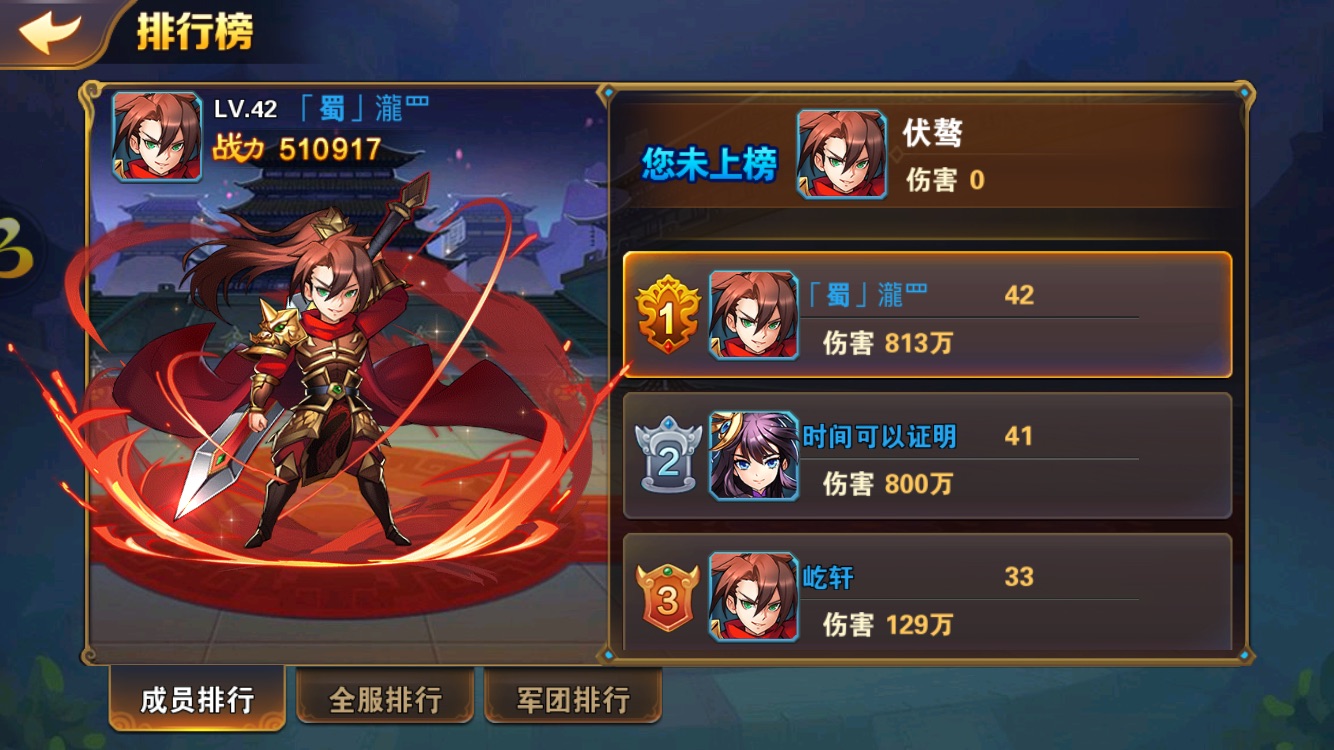 排行榜
LV.42 「蜀」瀧罒
战力 510917
您未上榜
伏骜
伤害 0
1
「蜀」瀧罒 42
伤害 813万
2
时间可以证明 41
伤害 800万
3
屹轩 33
伤害 129万
成员排行 全服排行 军团排行